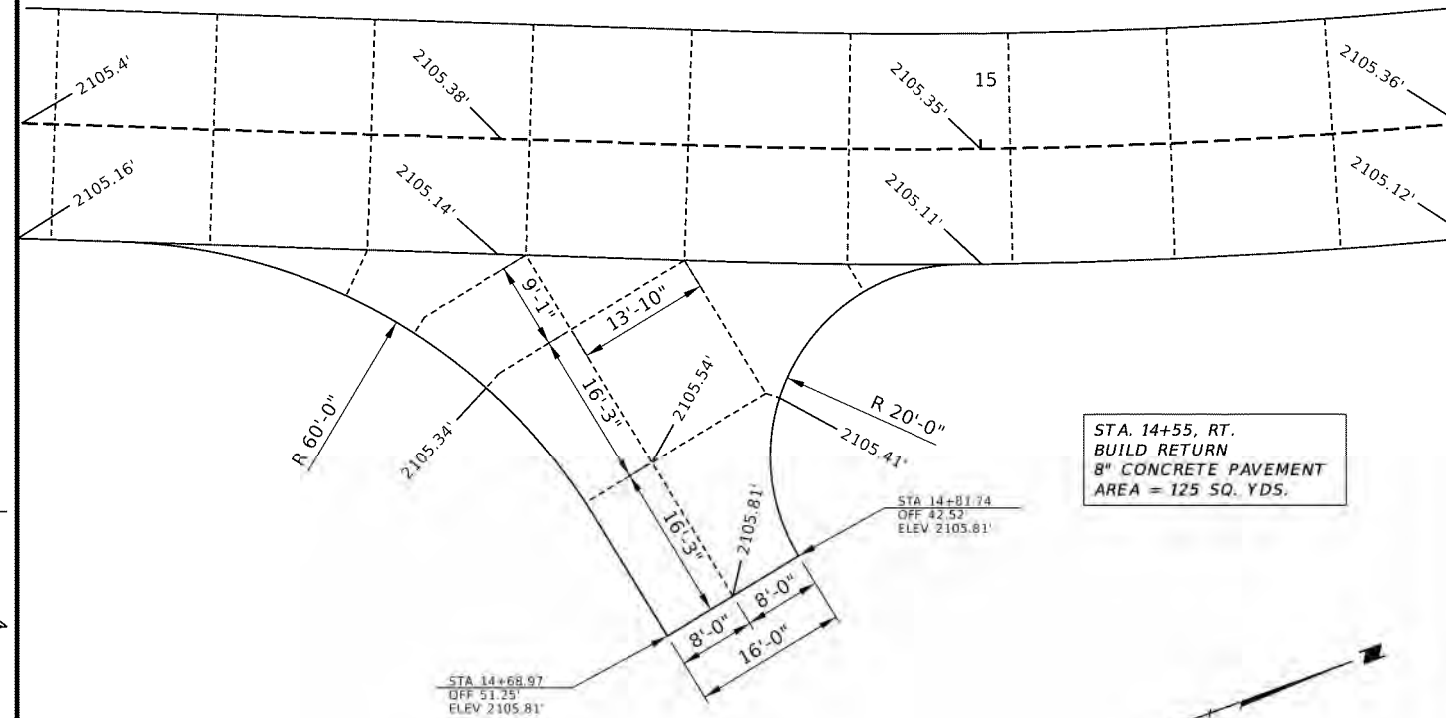 2105.4'
2105.38'
2105.35'
15
2105.36'
2105.16'
2105.14'
2105.11'
2105.12'
9'-1"
13'-10"
R 60'-0"
16'-3"
2105.54'
R 20'-0"
2105.34'
2105.41'
STA. 14+55, RT.
BUILD RETURN
8" CONCRETE PAVEMENT
AREA = 125 SQ. YDS.
16'-3"
2105.81'
STA 14+81.74
OFF 42.52'
ELEV 2105.81'
8'-0"
8'-0"
16'-0"
STA 14+68.97
OFF 51.25'
ELEV 2105.81'